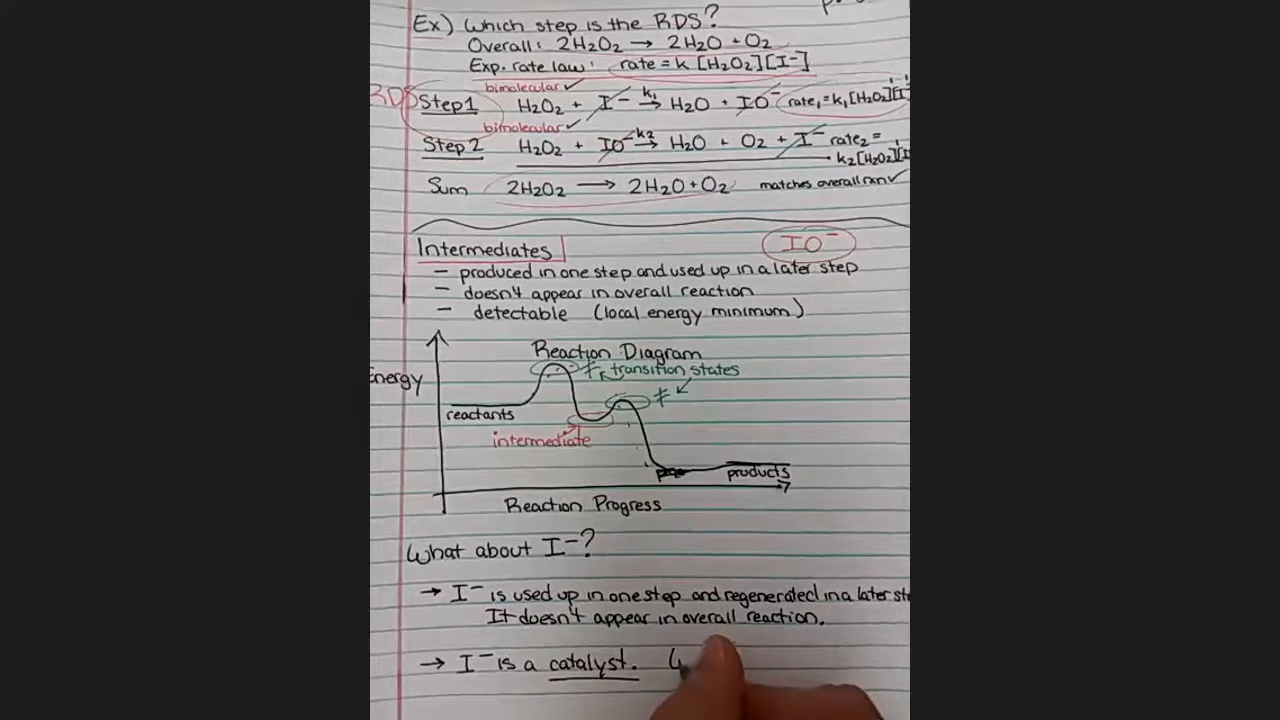 Ex) Which step is the RDS?
Overall: 2H₂O₂ → 2H₂O + O₂
Exp. rate law: rate = k [H₂O₂][I⁻]
bimolecular ✓
RDS Step 1 H₂O₂ + I⁻ →k₁ H₂O + IO⁻ rate₁ = k₁[H₂O₂]¹[I⁻]¹
bimolecular ✓
Step 2 H₂O₂ + IO⁻ →k₂ H₂O + O₂ + I⁻ rate₂ =
k₂[H₂O₂]¹[I
Sum 2H₂O₂ → 2H₂O + O₂ matches overall rxn ✓
Intermediates IO⁻
– produced in one step and used up in a later step
– doesn't appear in overall reaction
– detectable (local energy minimum)
Reaction Diagram
‡ transition states
Energy
‡
reactants
intermediate
products
Reaction Progress
What about I⁻?
→ I⁻ is used up in one step and regenerated in a later ste
It doesn't appear in overall reaction.
→ I⁻ is a catalyst. (